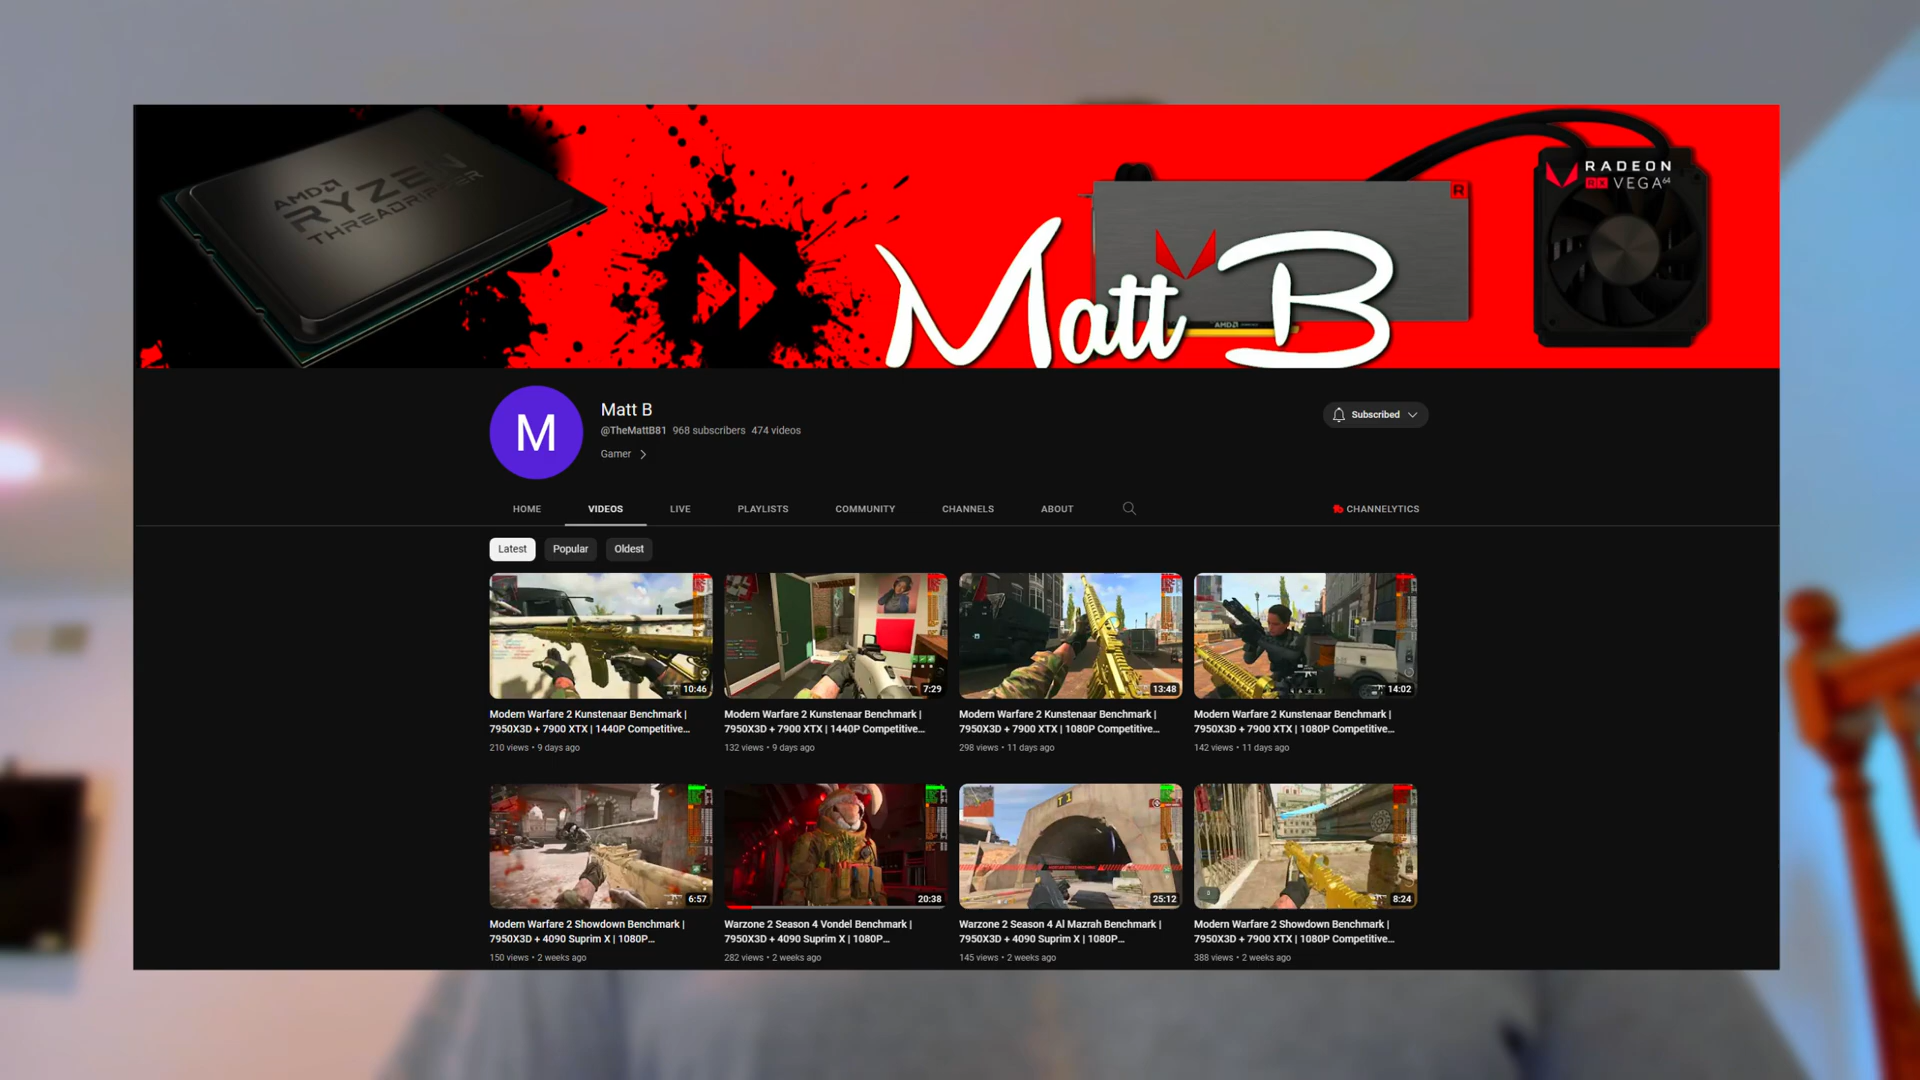 AMD
RYZEN
THREADRIPPER
Matt B
AMD
R
RADEON
RX VEGA 64
M
Matt B
@TheMattB81 968 subscribers 474 videos
Gamer
Subscribed
HOME VIDEOS LIVE PLAYLISTS COMMUNITY CHANNELS ABOUT CHANNELYTICS
Latest Popular Oldest
10:46 7:29 13:48 14:02
Modern Warfare 2 Kunstenaar Benchmark |
7950X3D + 7900 XTX | 1440P Competitive...
210 views • 9 days ago
Modern Warfare 2 Kunstenaar Benchmark |
7950X3D + 7900 XTX | 1440P Competitive...
132 views • 9 days ago
Modern Warfare 2 Kunstenaar Benchmark |
7950X3D + 7900 XTX | 1080P Competitive...
298 views • 11 days ago
Modern Warfare 2 Kunstenaar Benchmark |
7950X3D + 7900 XTX | 1080P Competitive...
142 views • 11 days ago
6:57 20:38 25:12 8:24
Modern Warfare 2 Showdown Benchmark |
7950X3D + 4090 Suprim X | 1080P...
150 views • 2 weeks ago
Warzone 2 Season 4 Vondel Benchmark |
7950X3D + 4090 Suprim X | 1080P...
282 views • 2 weeks ago
Warzone 2 Season 4 Al Mazrah Benchmark |
7950X3D + 4090 Suprim X | 1080P...
145 views • 2 weeks ago
Modern Warfare 2 Showdown Benchmark |
7950X3D + 7900 XTX | 1080P Competitive...
388 views • 2 weeks ago